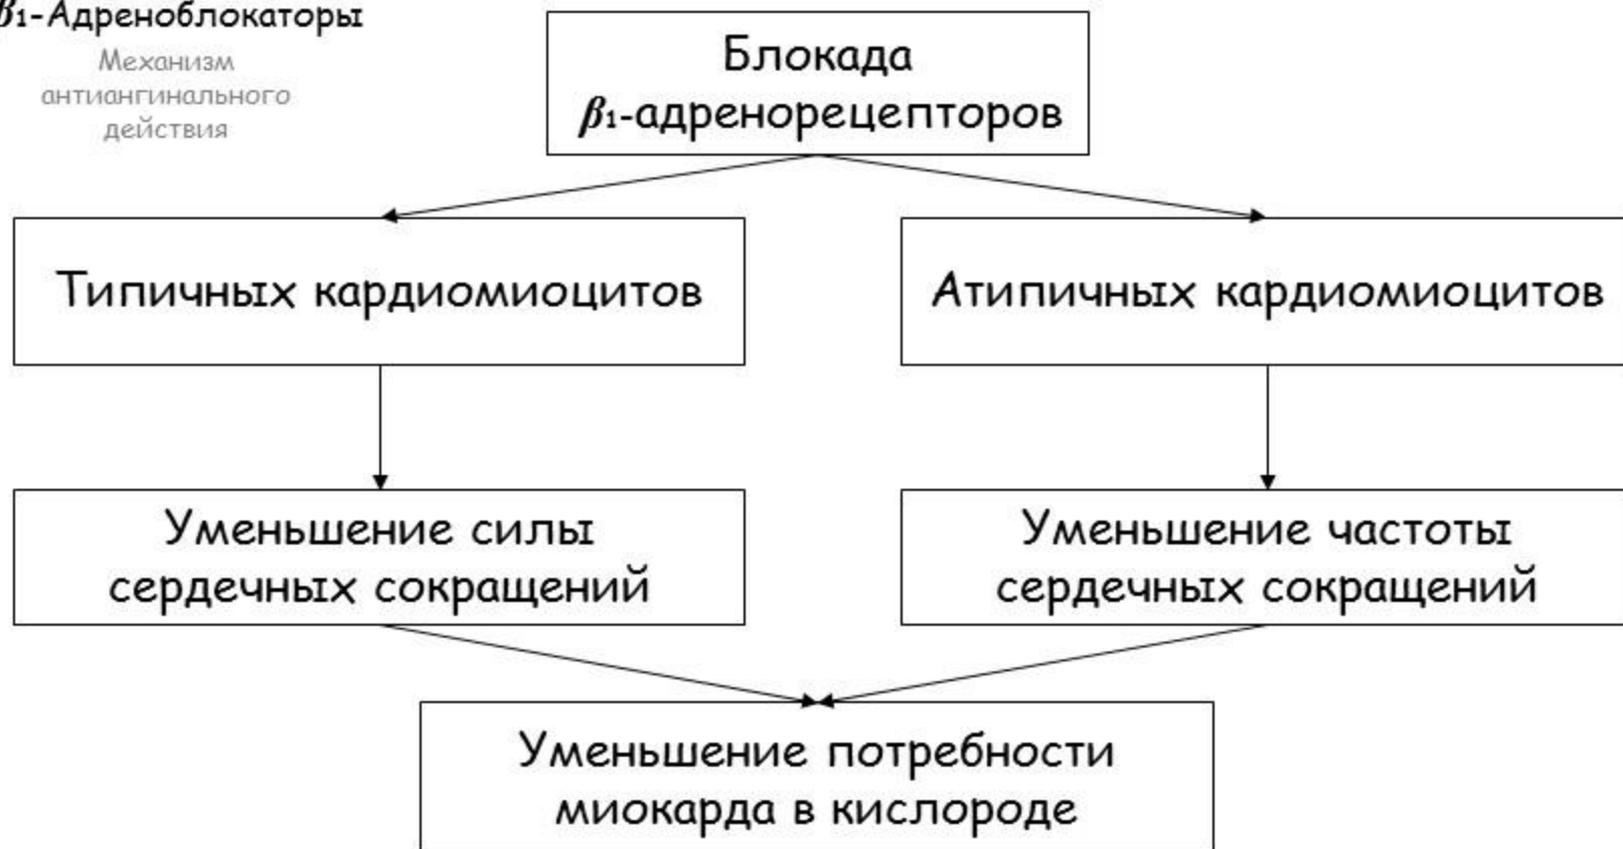 β1-Адреноблокаторы
Механизм
антиангинального
действия
Блокада
β1-адренорецепторов
Типичных кардиомиоцитов
Атипичных кардиомиоцитов
Уменьшение силы
сердечных сокращений
Уменьшение частоты
сердечных сокращений
Уменьшение потребности
миокарда в кислороде